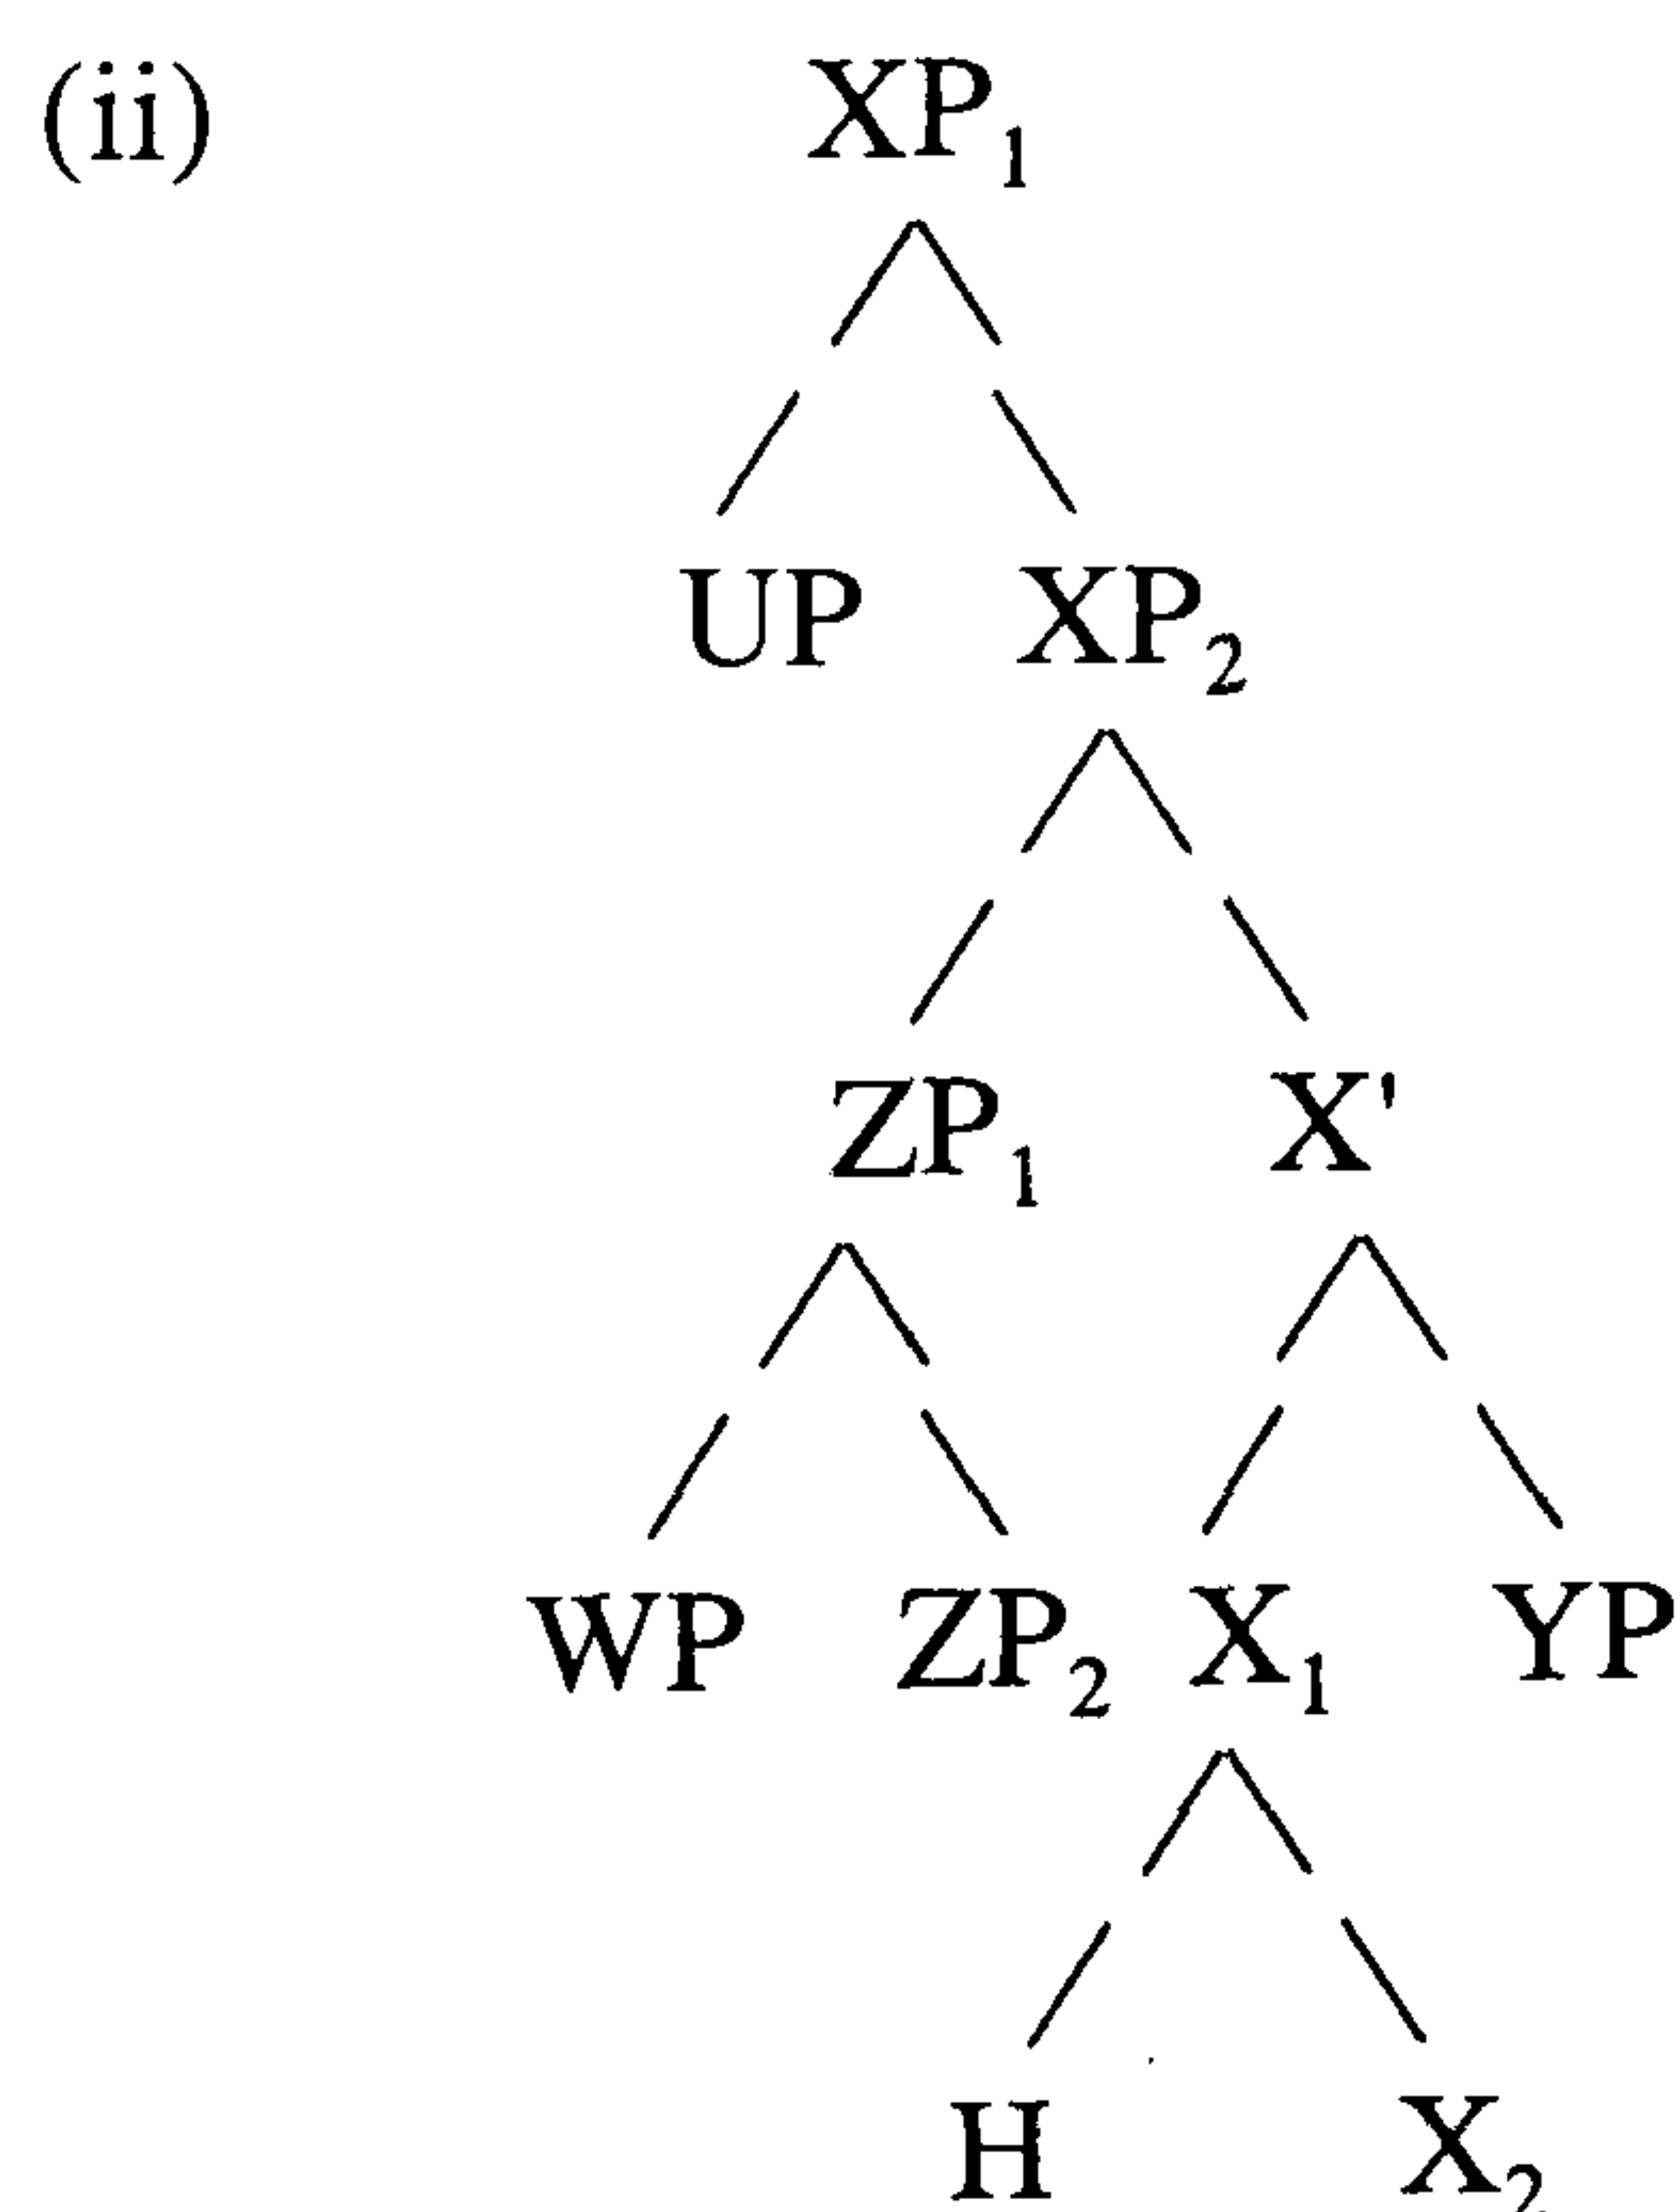 (ii) XP₁
UP XP₂
ZP₁ X'
WP ZP₂ X₁ YP
H X₂